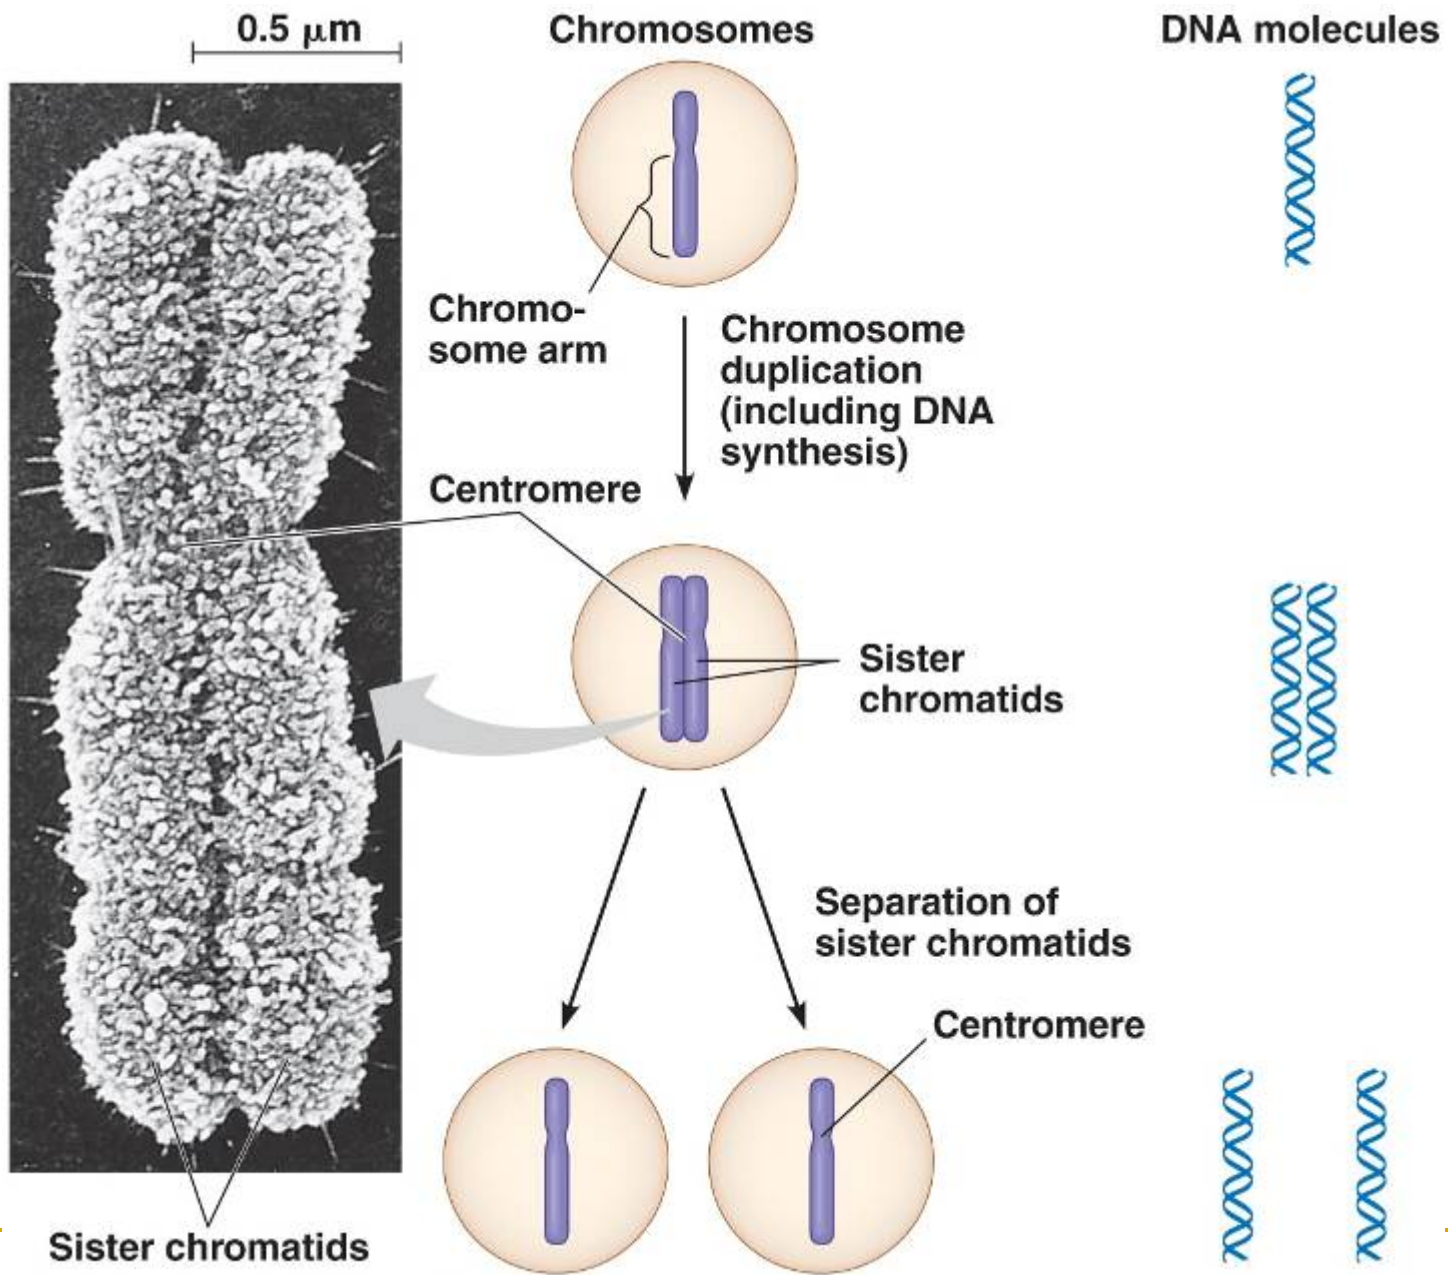 0.5 μm
Chromosomes
DNA molecules
Chromo-
some arm
Chromosome
duplication
(including DNA
synthesis)
Centromere
Sister
chromatids
Separation of
sister chromatids
Centromere
Sister chromatids